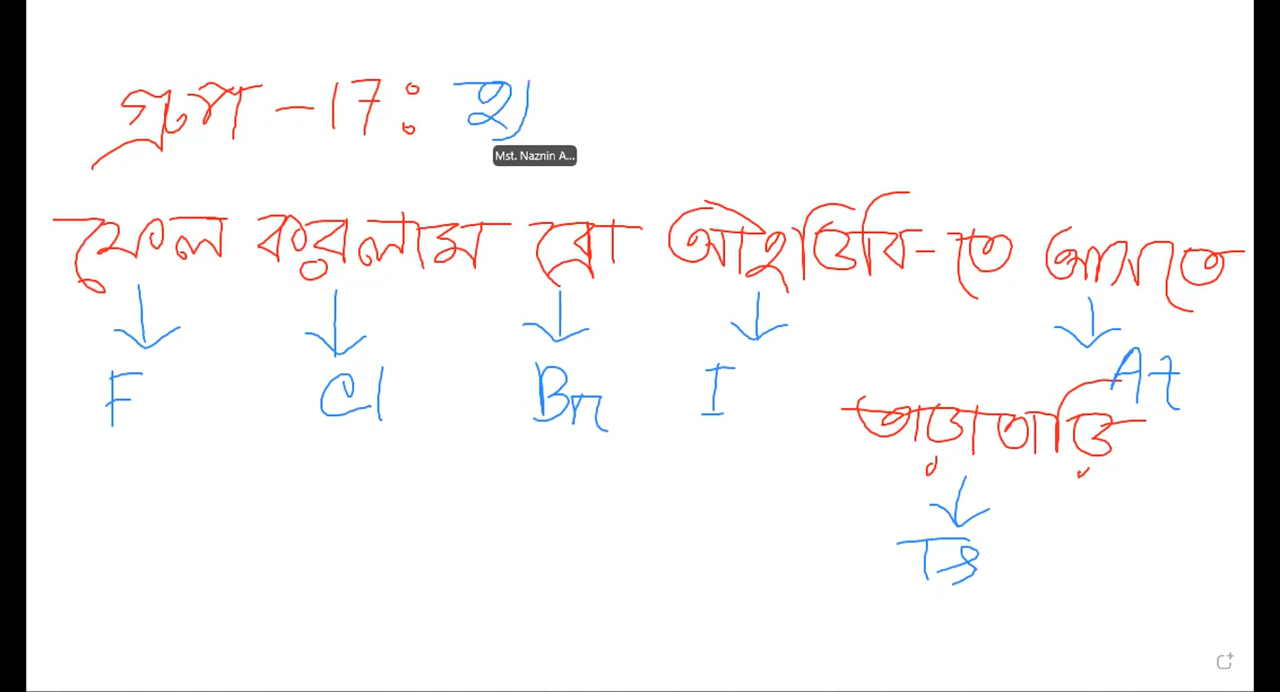 গ্রুপ -17: হ্য
Mst. Naznin A...
ফেল করলাম ব্রো আইডিবি-তে আসতে
F Cl Br I At
তাড়াতাড়ি
Ts